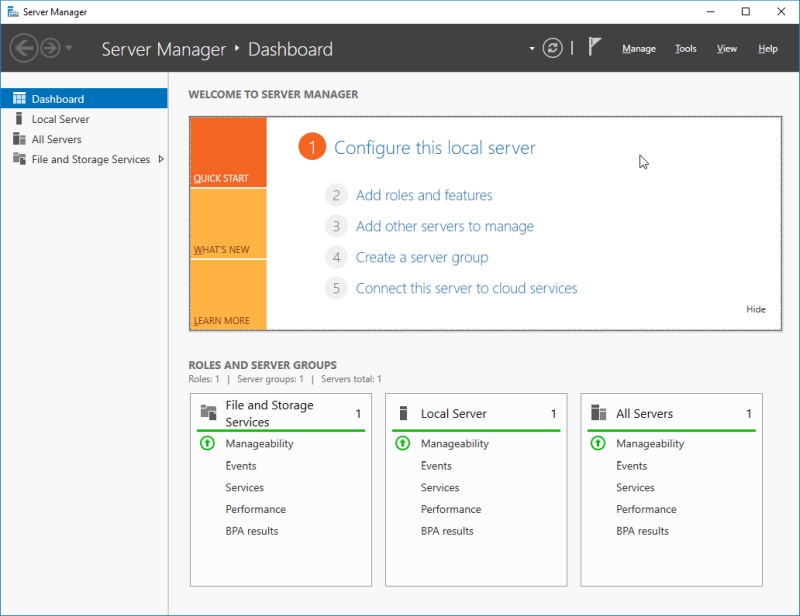 Server Manager
Server Manager ‣ Dashboard
Manage Tools View Help
Dashboard
Local Server
All Servers
File and Storage Services
WELCOME TO SERVER MANAGER
QUICK START
WHAT'S NEW
LEARN MORE
1 Configure this local server
2 Add roles and features
3 Add other servers to manage
4 Create a server group
5 Connect this server to cloud services
Hide
ROLES AND SERVER GROUPS
Roles: 1 | Server groups: 1 | Servers total: 1
File and Storage
Services 1
Manageability
Events
Services
Performance
BPA results
Local Server 1
Manageability
Events
Services
Performance
BPA results
All Servers 1
Manageability
Events
Services
Performance
BPA results